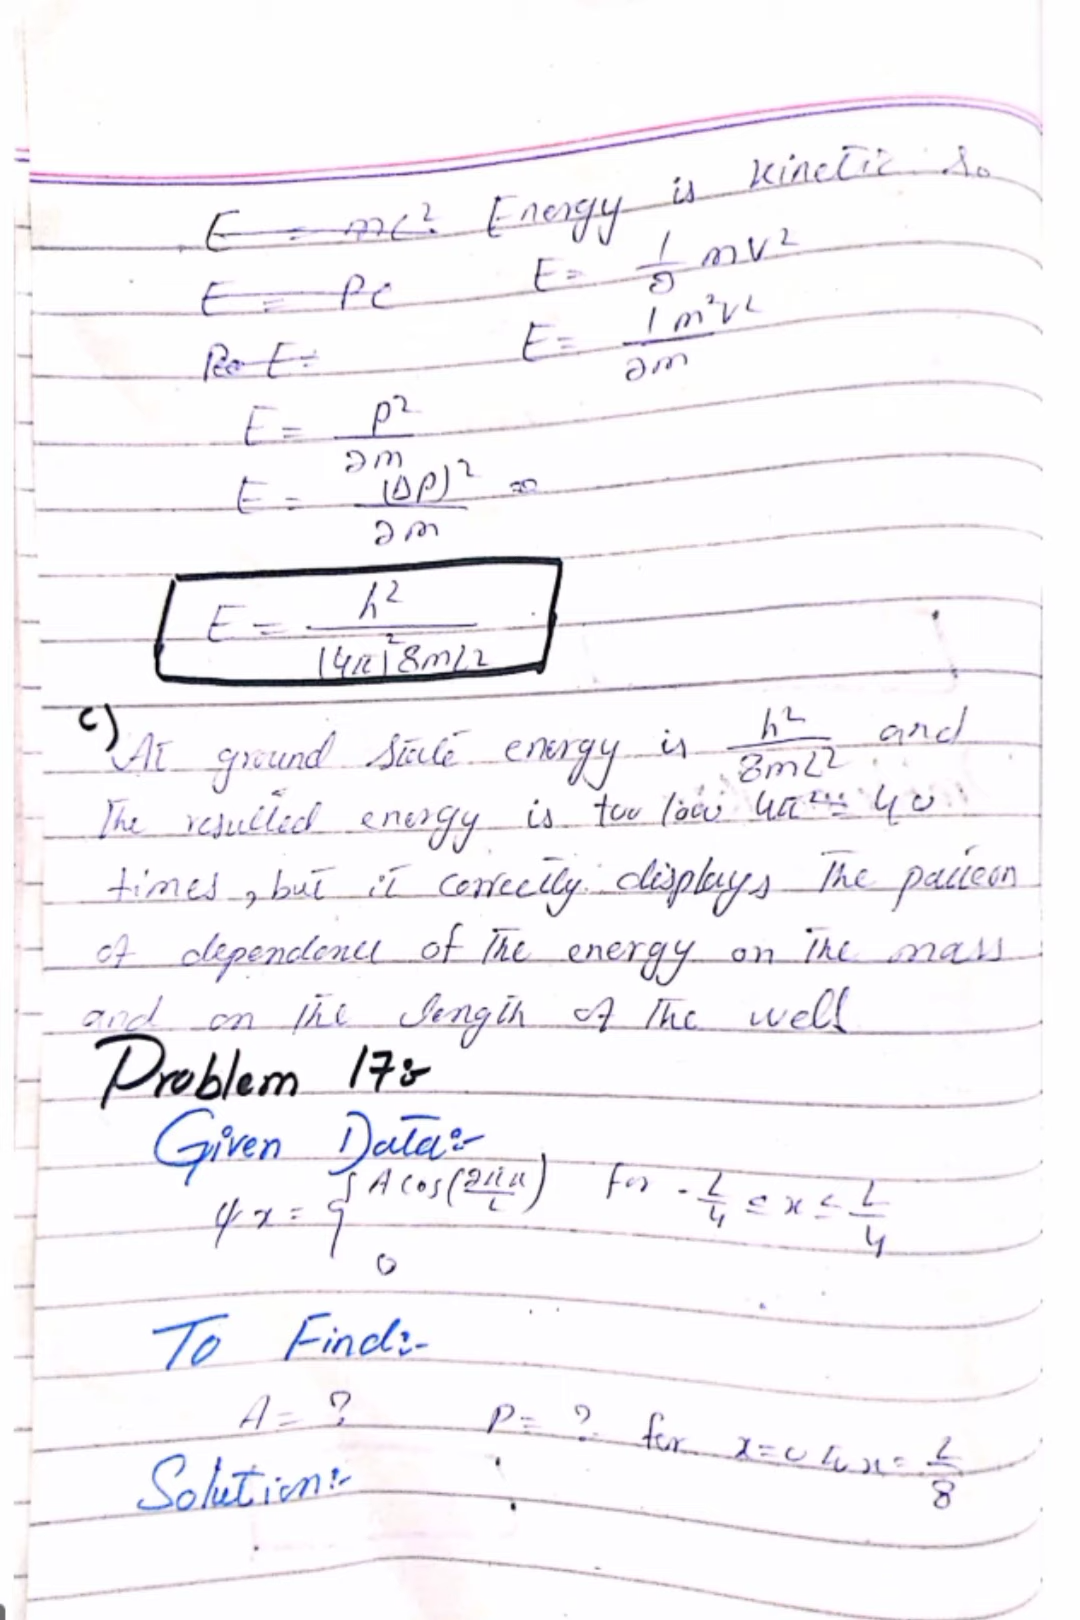 E = mc² Energy is kinetic so
E = PC E = 1/2 mv²
E = E = 1 m²v²/2m
E = p²/2m
E = (Δp)²/2m
E = h²/(4π)²8mL²
c) At ground state energy is h²/8mL² and
The resulted energy is too low 4π² = 40
times, but it correctly displays The pattern
of dependence of The energy on The mass
and on the length of The well
Problem 17:-
Given Data:-
ψx = { A cos(2πx/L) for -L/4 ≤ x ≤ L/4
0
To Find:-
A = ? P = ? for x=0 to x= L/8
Solution:-